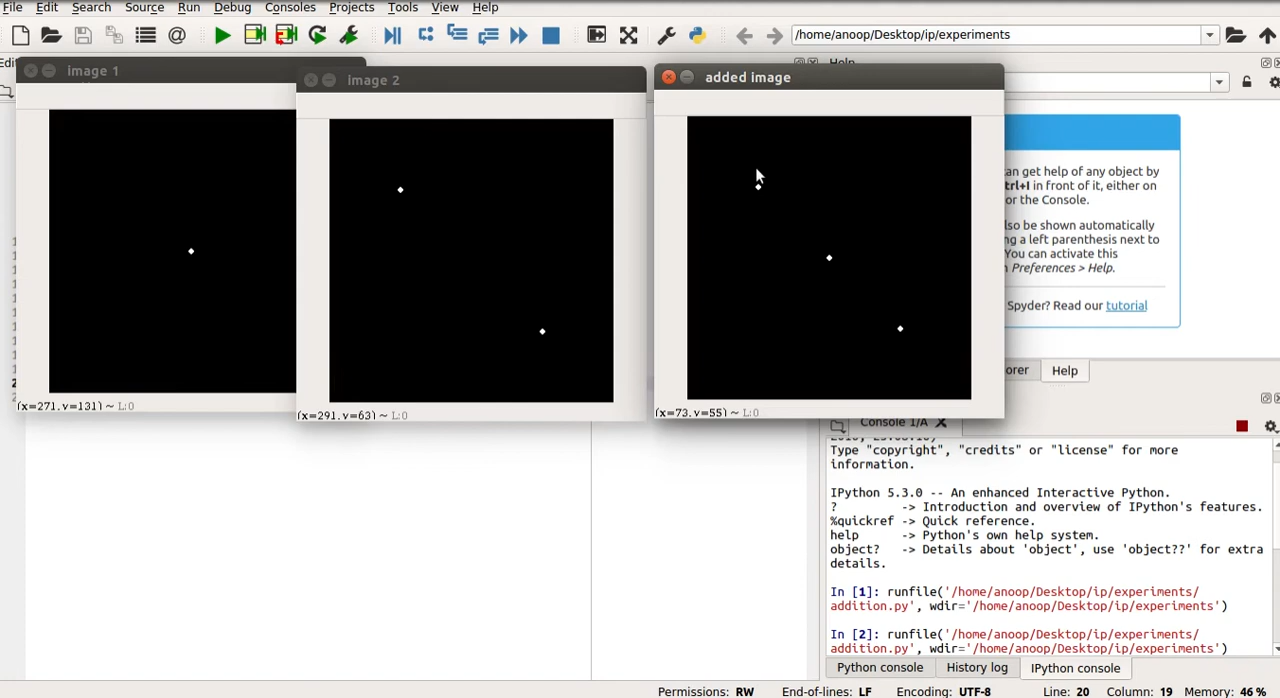 File Edit Search Source Run Debug Consoles Projects Tools View Help
/home/anoop/Desktop/ip/experiments
Help
image 1
image 2
added image
can get help of any object by
trl+I in front of it, either on
or the Console.
lso be shown automatically
ng a left parenthesis next to
You can activate this
Preferences > Help.
Spyder? Read our tutorial
orer Help
(x=271,y=131) ~ L:0
(x=291,y=63) ~ L:0
(x=73,y=55) ~ L:0
Console 1/A
Type "copyright", "credits" or "license" for more
information.
IPython 5.3.0 -- An enhanced Interactive Python.
? -> Introduction and overview of IPython's features.
%quickref -> Quick reference.
help -> Python's own help system.
object? -> Details about 'object', use 'object??' for extra
details.
In [1]: runfile('/home/anoop/Desktop/ip/experiments/
addition.py', wdir='/home/anoop/Desktop/ip/experiments')
In [2]: runfile('/home/anoop/Desktop/ip/experiments/
addition.py', wdir='/home/anoop/Desktop/ip/experiments')
Python console History log IPython console
Permissions: RW End-of-lines: LF Encoding: UTF-8 Line: 20 Column: 19 Memory: 46 %